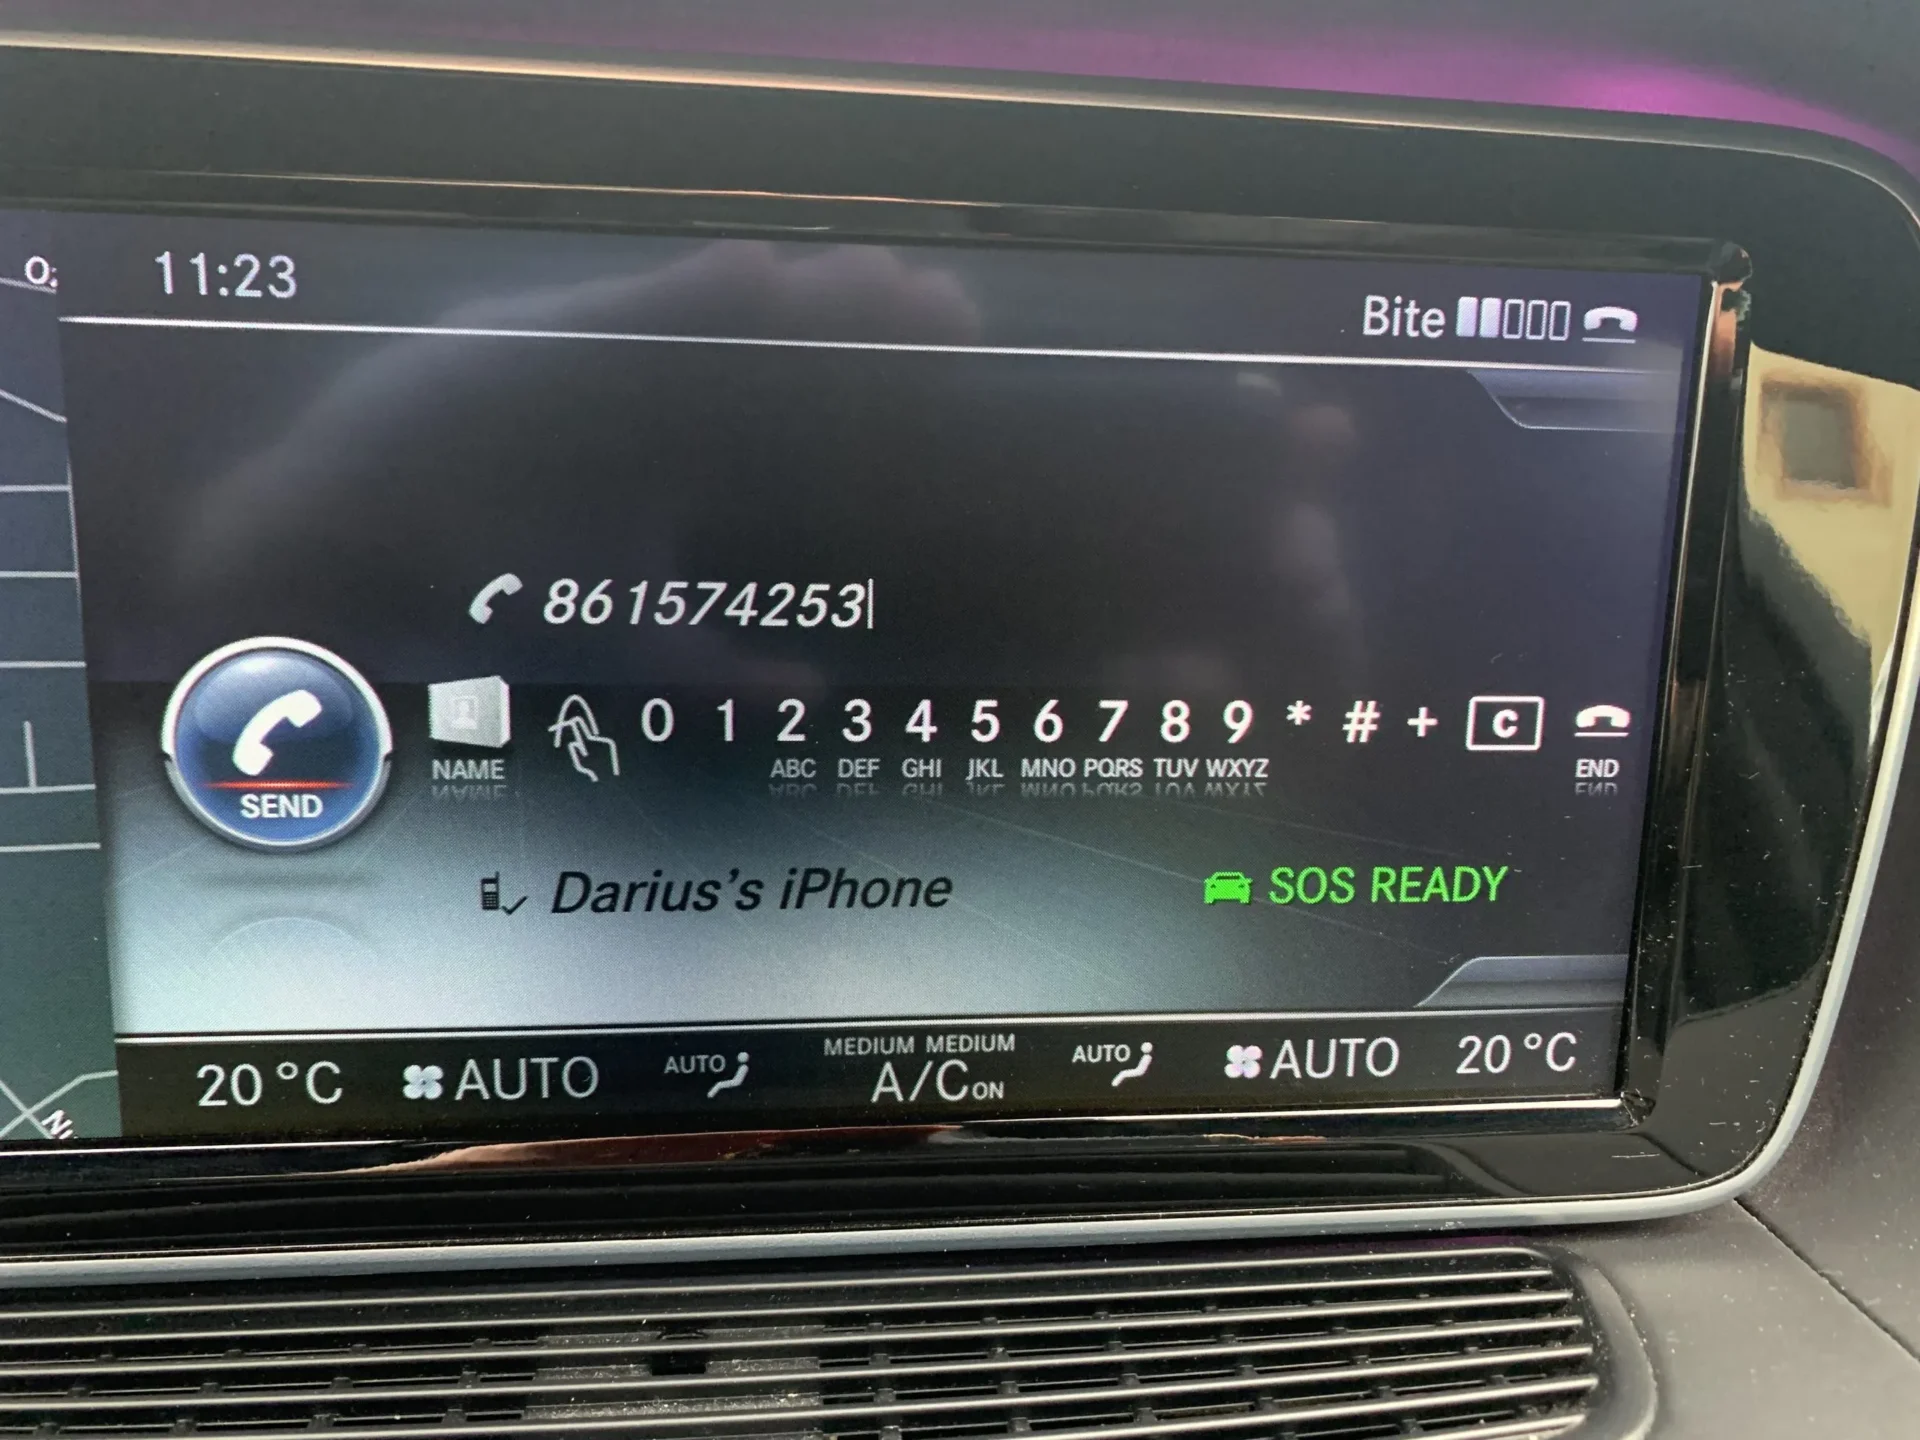 11:23
Bite
861574253
0 1 2 3 4 5 6 7 8 9 * # + C
NAME ABC DEF GHI JKL MNO PQRS TUV WXYZ END
SEND
Darius's iPhone
SOS READY
20 °C AUTO AUTO MEDIUM MEDIUM AUTO AUTO 20 °C
A/C ON